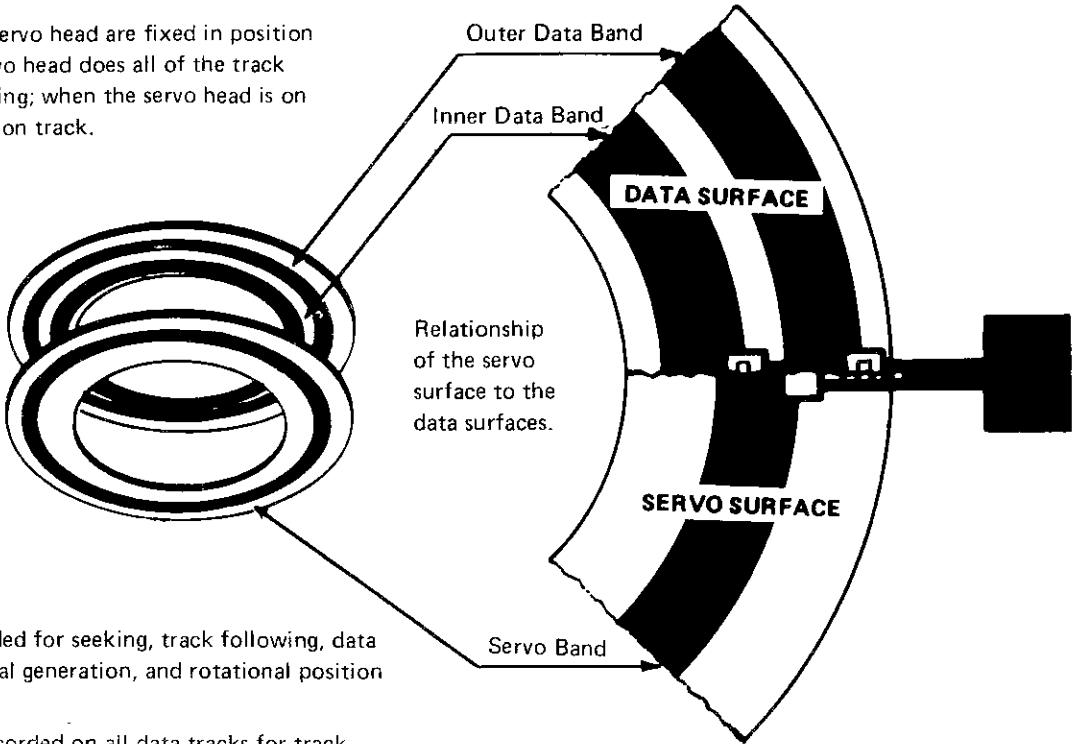 ervo head are fixed in position
vo head does all of the track
ing; when the servo head is on
on track.
Outer Data Band
Inner Data Band
DATA SURFACE
Relationship
of the servo
surface to the
data surfaces.
SERVO SURFACE
Servo Band
led for seeking, track following, data
al generation, and rotational position
corded on all data tracks for track